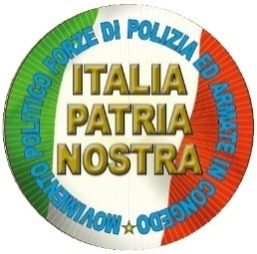 MOVIMENTO POLITICO FORZE DI POLIZIA ED ARMATE IN CONGEDO
ITALIA
PATRIA
NOSTRA